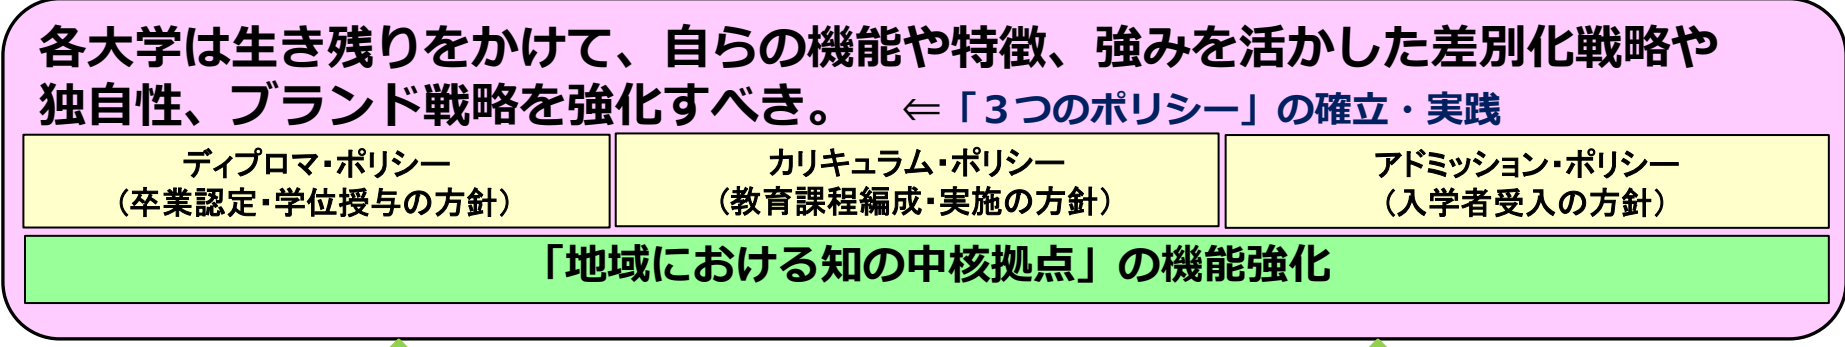 各大学は生き残りをかけて、自らの機能や特徴、強みを活かした差別化戦略や
独自性、ブランド戦略を強化すべき。 ⇐「３つのポリシー」の確立・実践
ディプロマ・ポリシー
（卒業認定・学位授与の方針）
カリキュラム・ポリシー
（教育課程編成・実施の方針）
アドミッション・ポリシー
（入学者受入の方針）
「地域における知の中核拠点」の機能強化